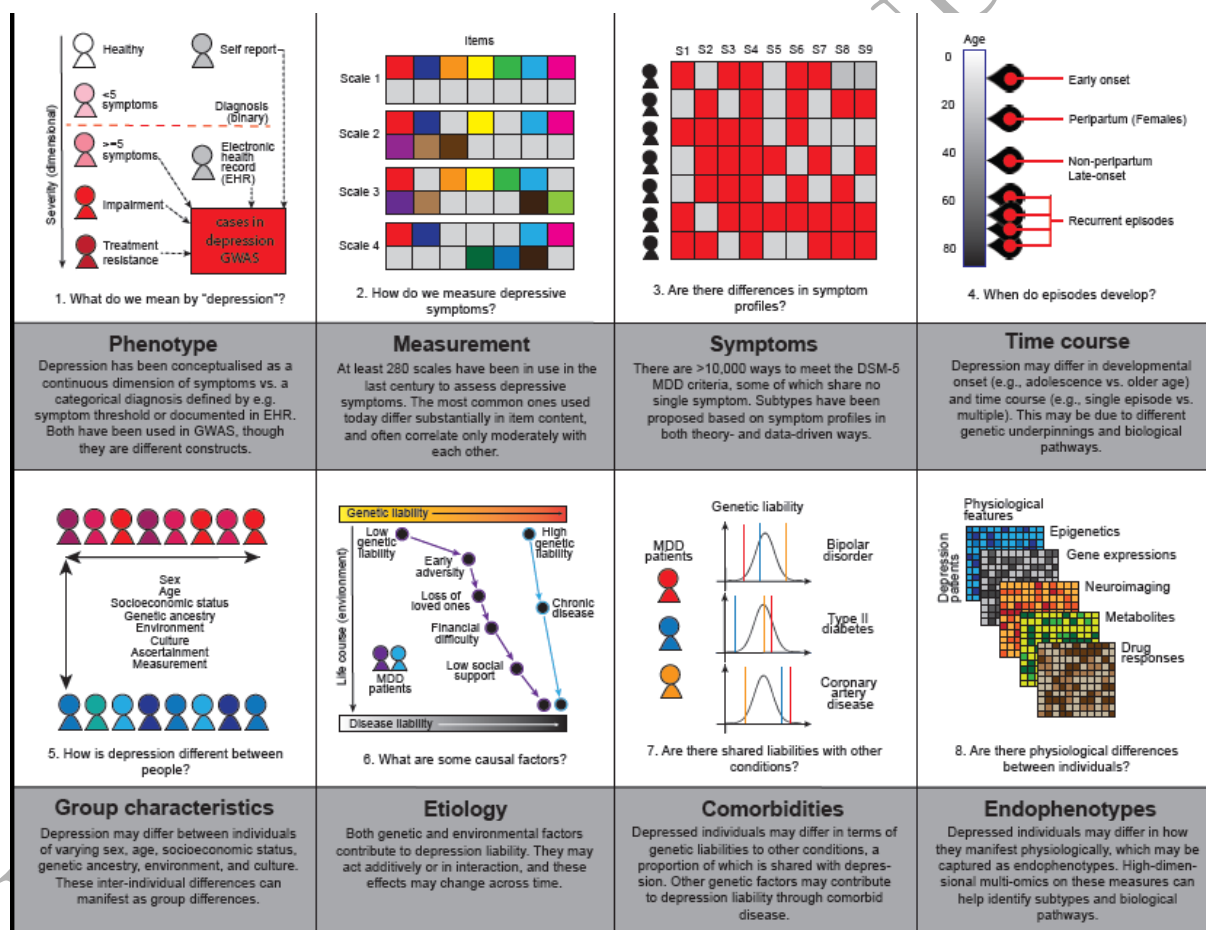 Healthy
Self report
<5
symptoms
Diagnosis
(binary)
>=5
symptoms
Electronic
health
record
(EHR)
Severity (dimensional)
Impairment
cases in
depression
GWAS
Treatment
resistance
1. What do we mean by "depression"?
Items
Scale 1
Scale 2
Scale 3
Scale 4
2. How do we measure depressive
symptoms?
S1 S2 S3 S4 S5 S6 S7 S8 S9
3. Are there differences in symptom
profiles?
Age
0
20
40
60
80
Early onset
Peripartum (Females)
Non-peripartum
Late-onset
Recurrent episodes
4. When do episodes develop?
Phenotype
Depression has been conceptualised as a
continuous dimension of symptoms vs. a
categorical diagnosis defined by e.g.
symptom threshold or documented in EHR.
Both have been used in GWAS, though
they are different constructs.
Measurement
At least 280 scales have been in use in the
last century to assess depressive
symptoms. The most common ones used
today differ substantially in item content,
and often correlate only moderately with
each other.
Symptoms
There are >10,000 ways to meet the DSM-5
MDD criteria, some of which share no
single symptom. Subtypes have been
proposed based on symptom profiles in
both theory- and data-driven ways.
Time course
Depression may differ in developmental
onset (e.g., adolescence vs. older age)
and time course (e.g., single episode vs.
multiple). This may be due to different
genetic underpinnings and biological
pathways.
Sex
Age
Socioeconomic status
Genetic ancestry
Environment
Culture
Ascertainment
Measurement
5. How is depression different between
people?
Genetic liability
Low
genetic
liability
High
genetic
liability
Early
adversity
Loss of
loved ones
Chronic
disease
Financial
difficulty
Low social
support
MDD
patients
Life course (environment)
Disease liability
6. What are some causal factors?
Genetic liability
MDD
patients
Bipolar
disorder
Type II
diabetes
Coronary
artery
disease
7. Are there shared liabilities with other
conditions?
Physiological
features
Depression
patients
Epigenetics
Gene expressions
Neuroimaging
Metabolites
Drug
responses
8. Are there physiological differences
between individuals?
Group characteristics
Depression may differ between individuals
of varying sex, age, socioeconomic status,
genetic ancestry, environment, and culture.
These inter-individual differences can
manifest as group differences.
Etiology
Both genetic and environmental factors
contribute to depression liability. They may
act additively or in interaction, and these
effects may change across time.
Comorbidities
Depressed individuals may differ in terms of
genetic liabilities to other conditions, a
proportion of which is shared with depres-
sion. Other genetic factors may contribute
to depression liability through comorbid
disease.
Endophenotypes
Depressed individuals may differ in how
they manifest physiologically, which may be
captured as endophenotypes. High-dimen-
sional multi-omics on these measures can
help identify subtypes and biological
pathways.